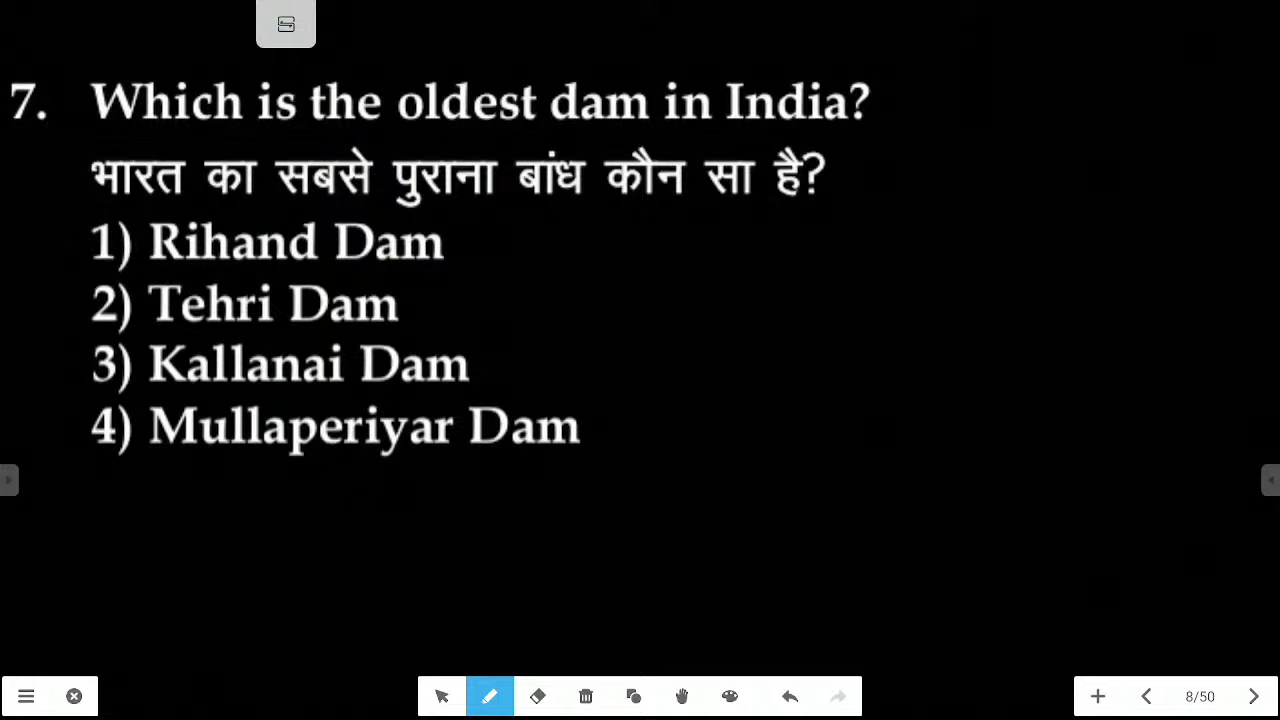 7. Which is the oldest dam in India?
भारत का सबसे पुराना बांध कौन सा है?
1) Rihand Dam
2) Tehri Dam
3) Kallanai Dam
4) Mullaperiyar Dam
8/50